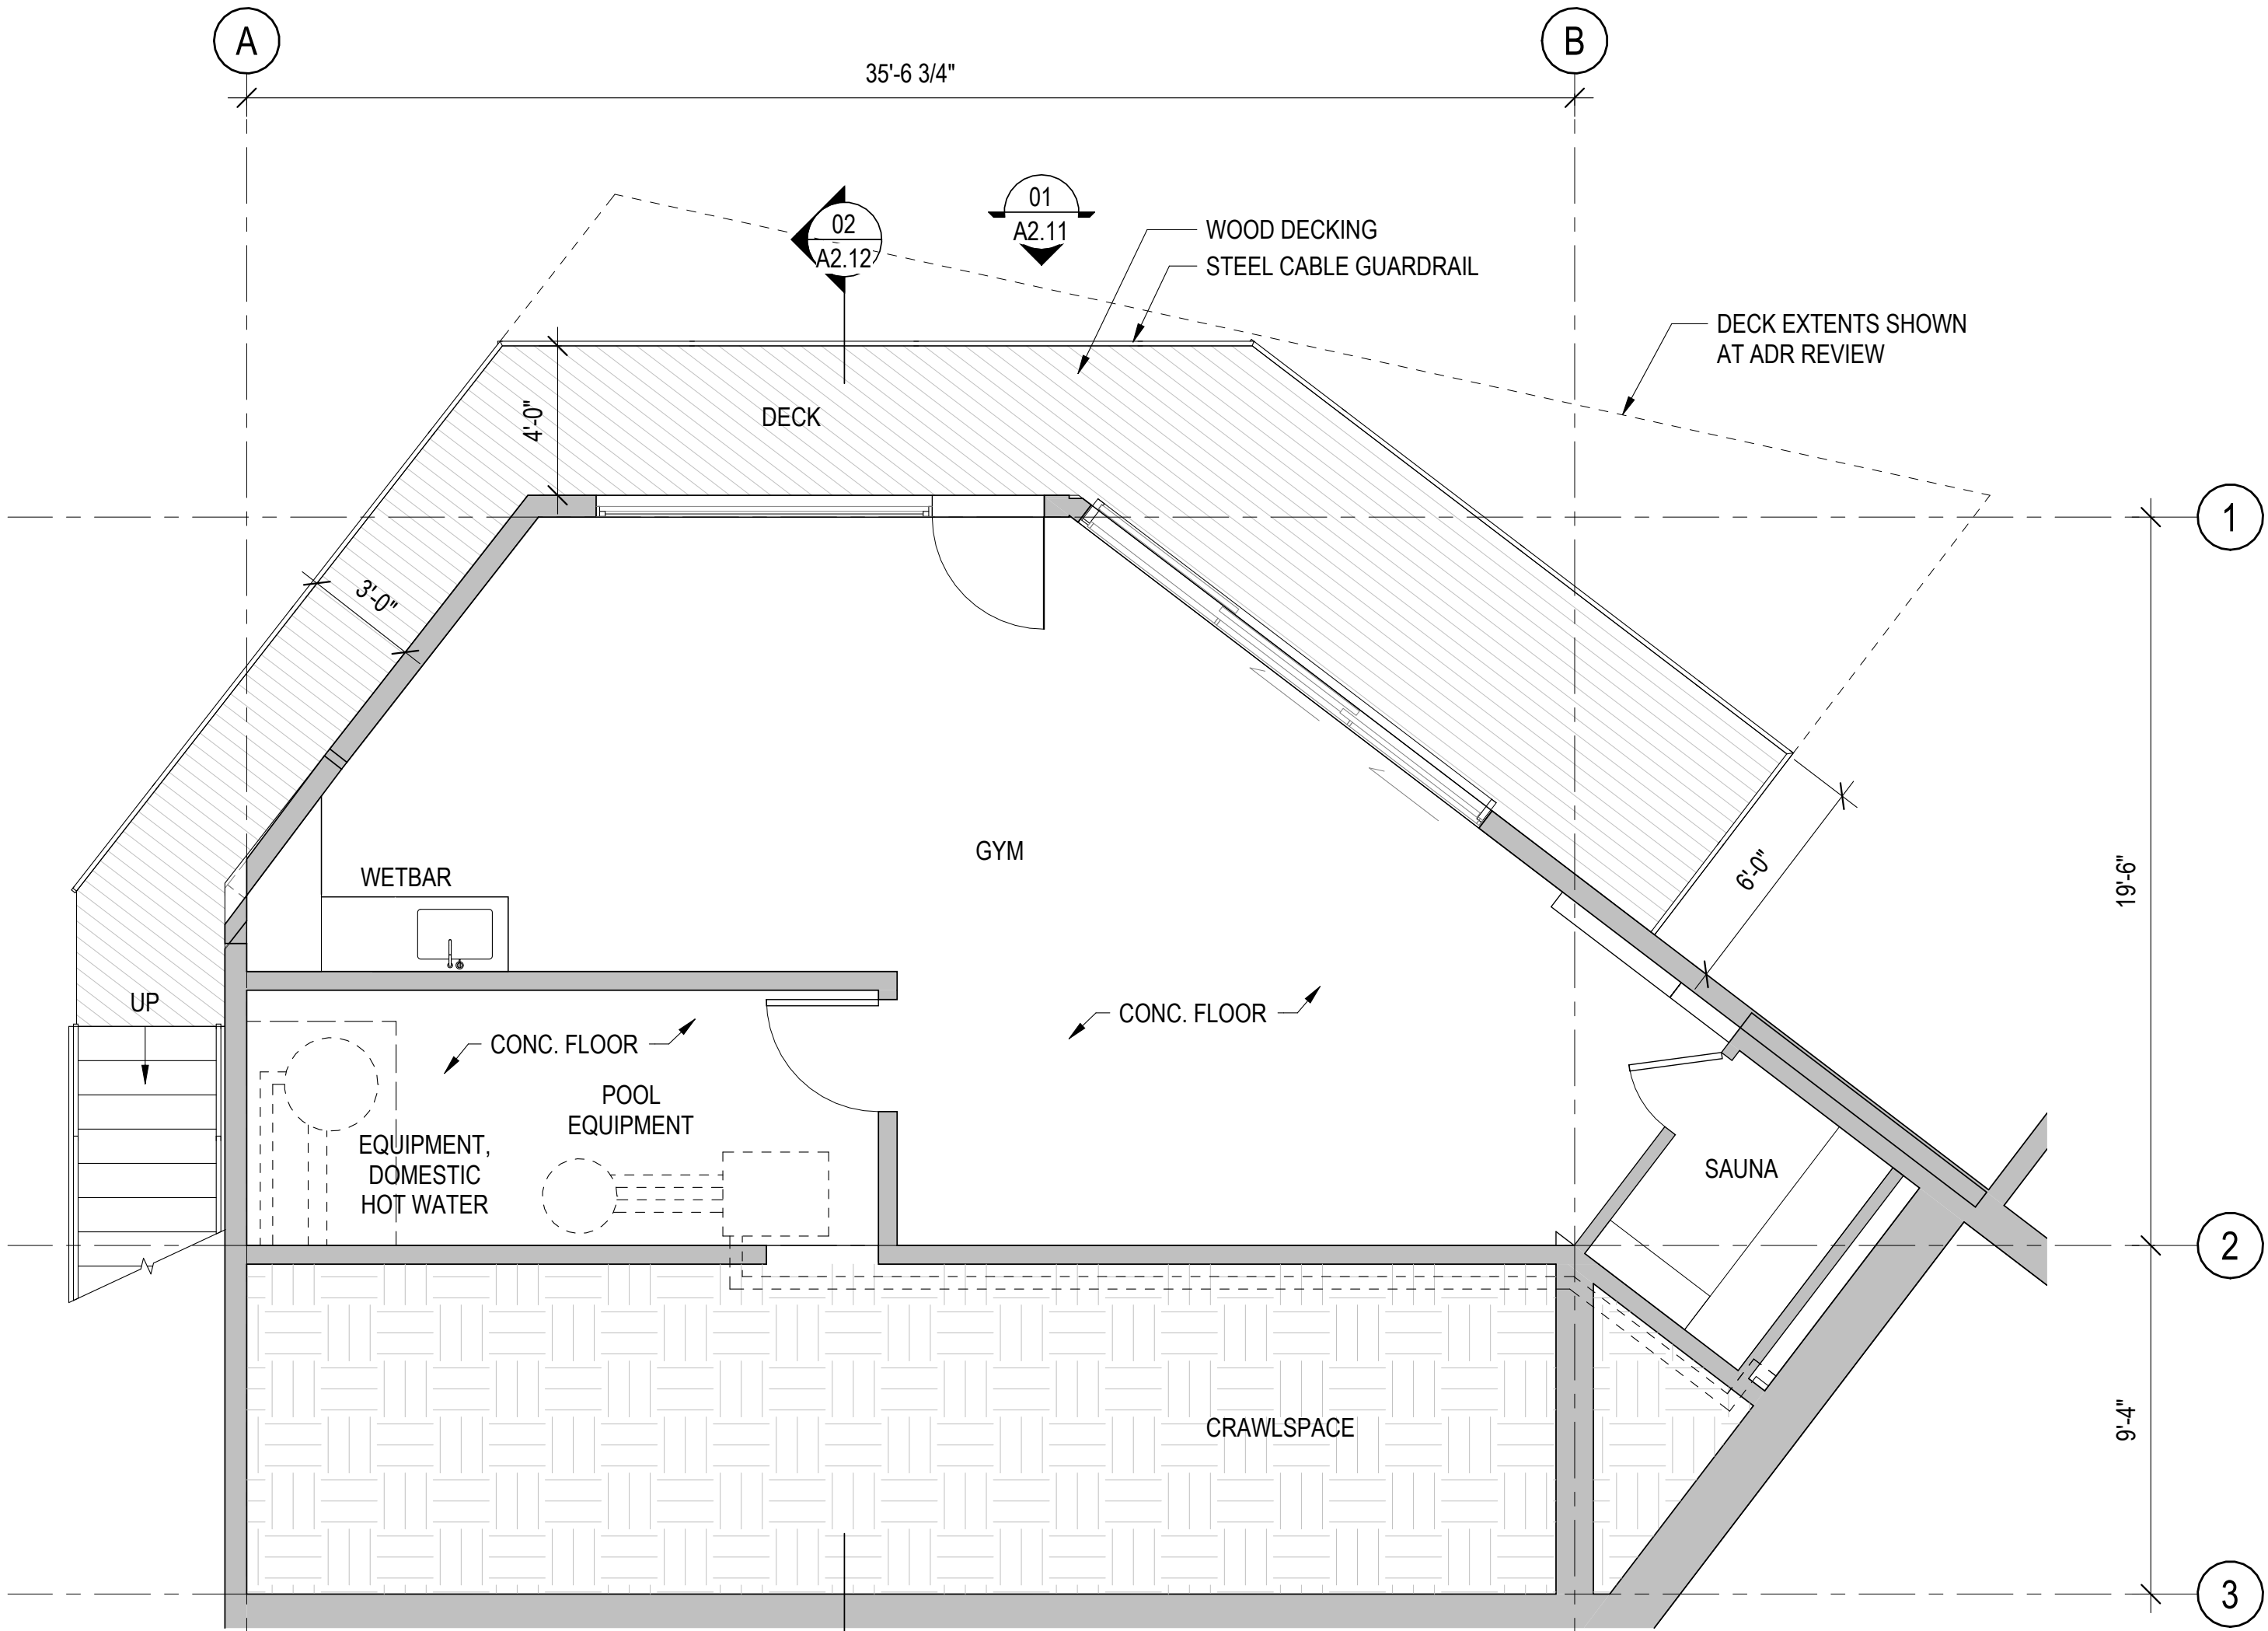 A
B
35'-6 3/4"
01
A2.11
02
A2.12
WOOD DECKING
STEEL CABLE GUARDRAIL
DECK EXTENTS SHOWN
AT ADR REVIEW
4'-0"
DECK
1
3'-0"
GYM
WETBAR
6'-0"
19'-6"
UP
CONC. FLOOR
CONC. FLOOR
POOL
EQUIPMENT
EQUIPMENT,
DOMESTIC
HOT WATER
SAUNA
2
CRAWLSPACE
9'-4"
3